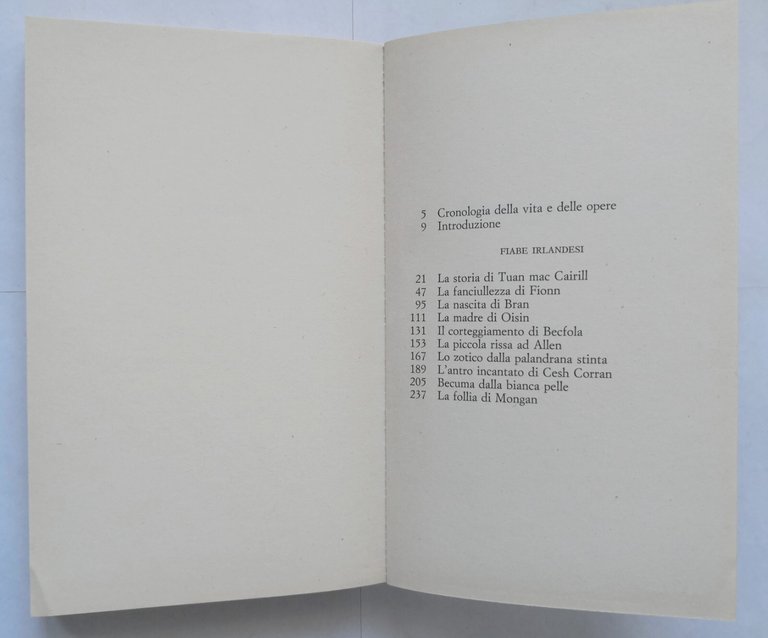 5 Cronologia della vita e delle opere
9 Introduzione
FIABE IRLANDESI
21 La storia di Tuan mac Cairill
47 La fanciullezza di Fionn
95 La nascita di Bran
111 La madre di Oisin
131 Il corteggiamento di Becfola
153 La piccola rissa ad Allen
167 Lo zotico dalla palandrana stinta
189 L'antro incantato di Cesh Corran
205 Becuma dalla bianca pelle
237 La follia di Mongan